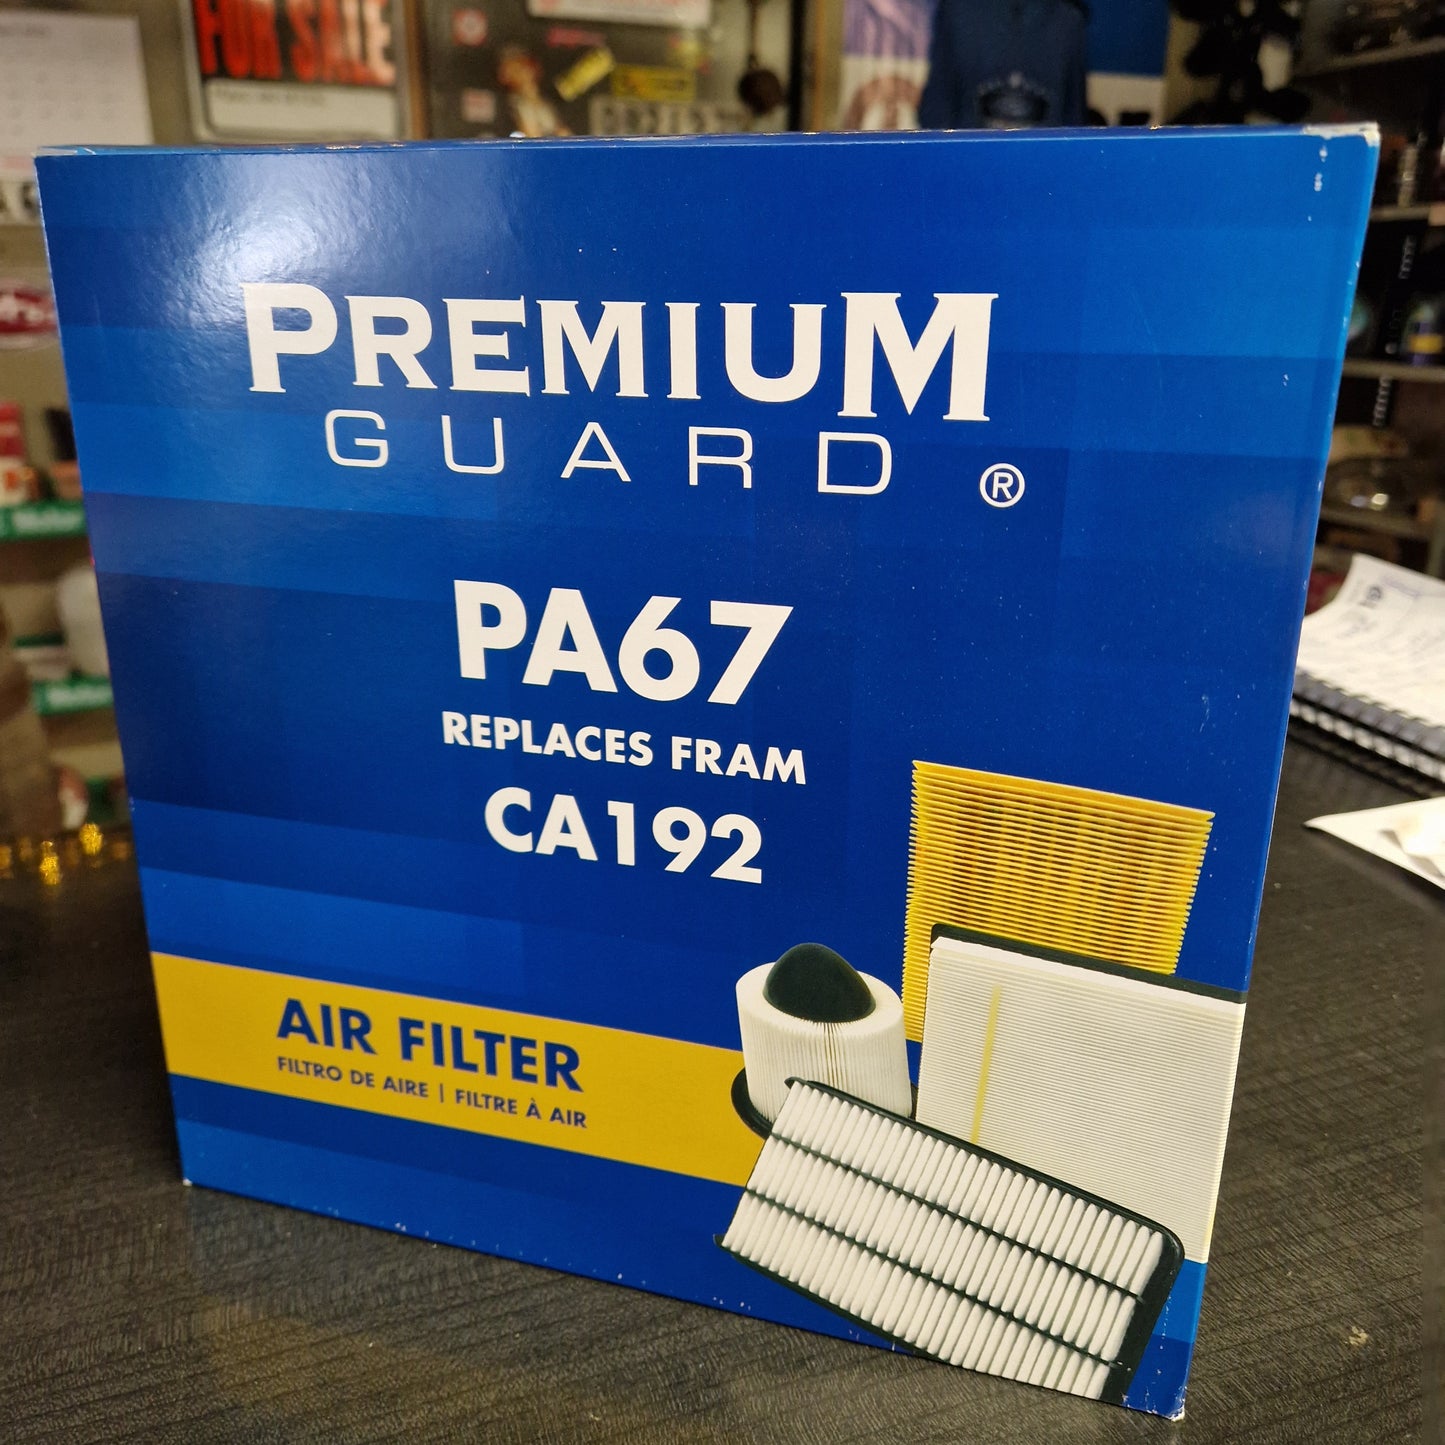 FOR SALE
PREMIUM
GUARD ®
PA67
REPLACES FRAM
CA192
AIR FILTER
FILTRO DE AIRE | FILTRE À AIR